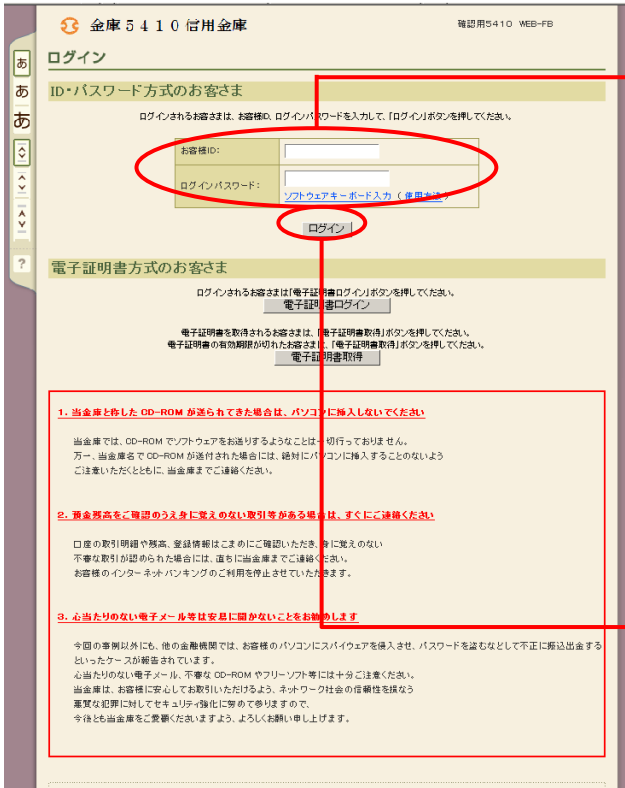 金庫5410信用金庫
確認用5410 WEB-FB
あ
あ
あ
?
ログイン
ID・パスワード方式のお客さま
ログインされるお客さまは、お客様ID、ログインパスワードを入力して、「ログイン」ボタンを押してください。
お客様ID:
ログインパスワード:
ソフトウェアキーボード入力 (使用方法)
ログイン
電子証明書方式のお客さま
ログインされるお客さまは「電子証明書ログイン」ボタンを押してください。
電子証明書ログイン
電子証明書を取得されるお客さまは、「電子証明書取得」ボタンを押してください。
電子証明書の有効期限が切れたお客さまは、「電子証明書取得」ボタンを押してください。
電子証明書取得
1. 当金庫と称した CD-ROM が送られてきた場合は、パソコンに挿入しないでください
当金庫では、CD-ROM でソフトウェアをお送りするようなことは一切行っておりません。
万一、当金庫名で CD-ROM が送付された場合には、絶対にパソコンに挿入することのないよう
ご注意いただくとともに、当金庫までご連絡ください。
2. 預金残高をご確認のうえ身に覚えのない取引等がある場合は、すぐにご連絡ください
口座の取引明細や残高、登録情報はこまめにご確認いただき、身に覚えのない
不審な取引が認められた場合には、直ちに当金庫までご連絡ください。
お客様のインターネットバンキングのご利用を停止させていただきます。
3. 心当たりのない電子メール等は安易に開かないことをお勧めします
今回の事例以外にも、他の金融機関では、お客様のパソコンにスパイウェアを侵入させ、パスワードを盗むなどして不正に振込出金する
といったケースが報告されています。
心当たりのない電子メール、不審な CD-ROM やフリーソフト等には十分ご注意ください。
当金庫は、お客様に安心してお取引いただけるよう、ネットワーク社会の信頼性を損なう
悪質な犯罪に対してセキュリティ強化に努めて参りますので、
今後とも当金庫をご愛顧くださいますよう、よろしくお願い申し上げます。